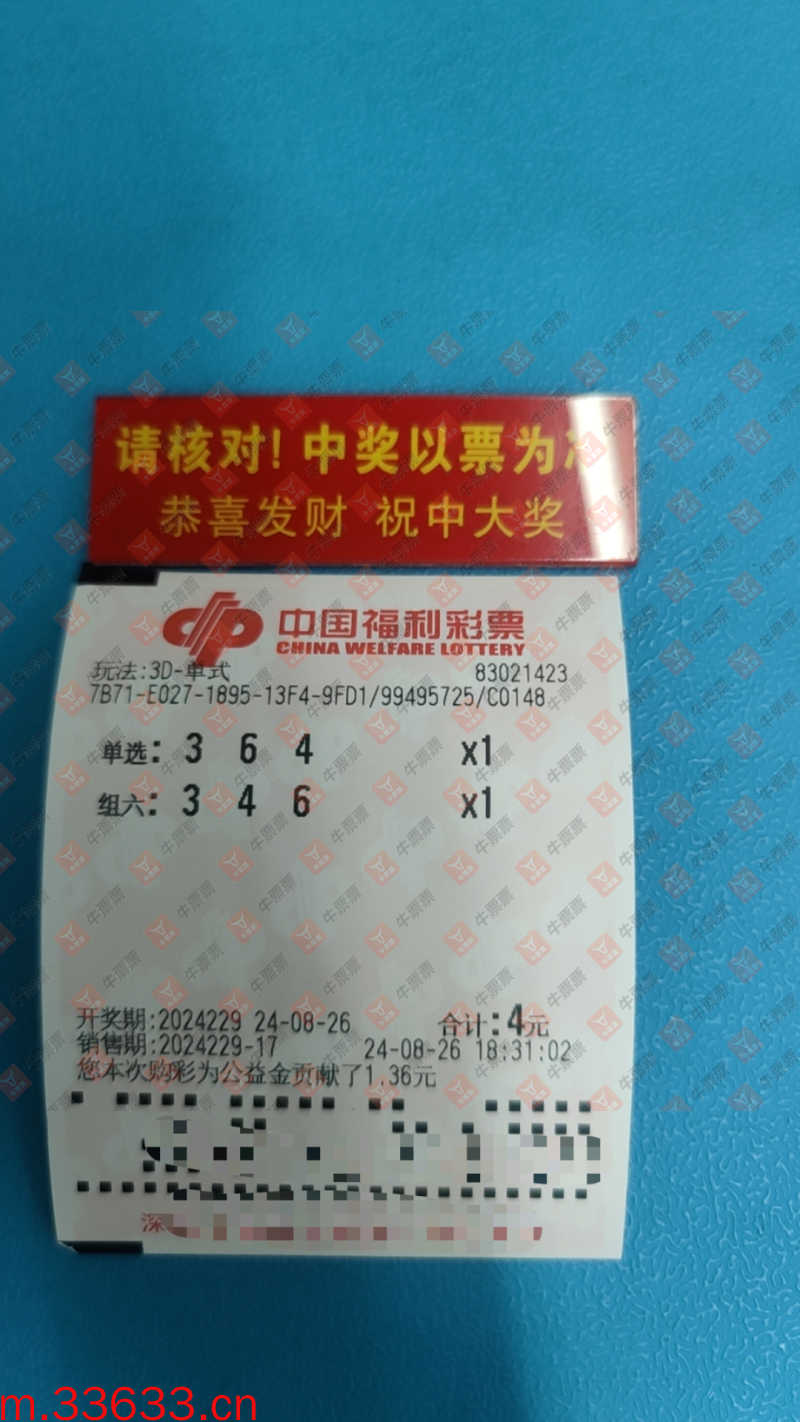 请核对!中奖以票为
恭喜发财 祝中大奖
中国福利彩票
CHINA WELFARE LOTTERY
玩法:3D-单式 83021423
7B71-E027-1895-13F4-9FD1/99495725/C0148
单选: 3 6 4 x1
组六: 3 4 6 x1
开奖期:2024229 24-08-26 合计:4元
销售期:2024229-17 24-08-26 18:31:02
您本次购彩为公益金贡献了1.36元
深
牛票票
m.33633.cn